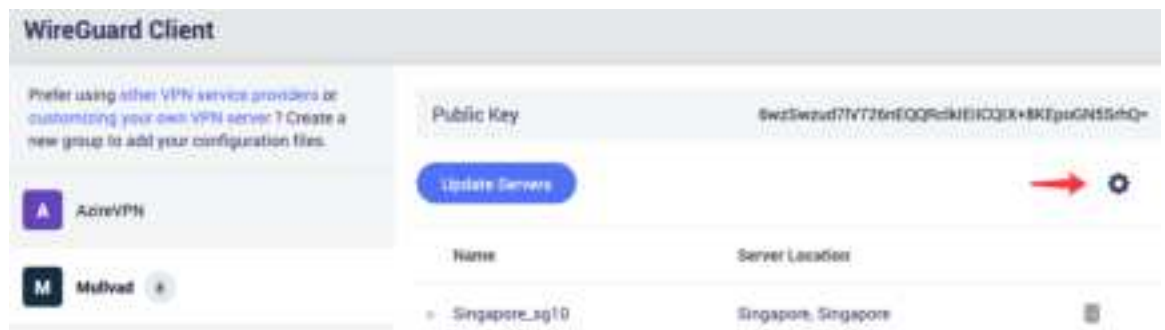 WireGuard Client
Prefer using other VPN service providers or
customizing your own VPN server ? Create a
new group to add your configuration files.
Public Key
Update Servers
A AzireVPN
Name Server Location
M Mullvad
Singapore_sg10 Singapore, Singapore